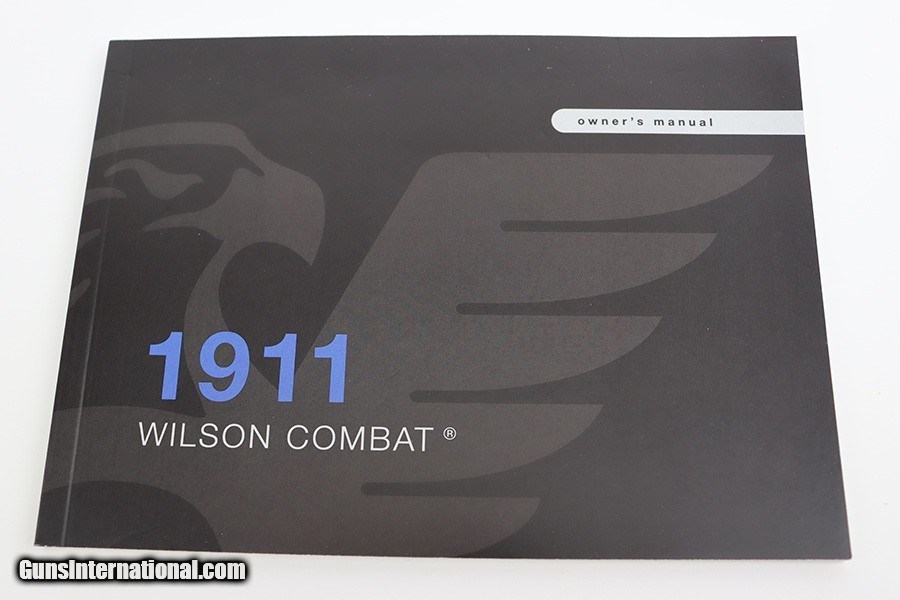 owner's manual
1911
WILSON COMBAT ®
GunsInternational.com